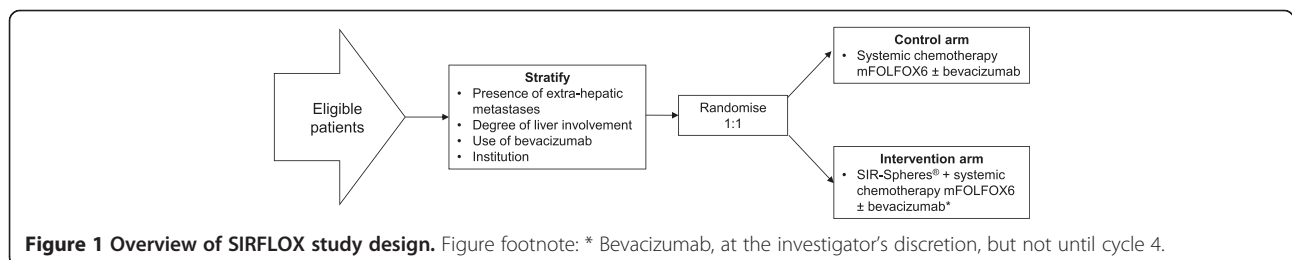 Eligible
patients
Stratify
• Presence of extra-hepatic
metastases
• Degree of liver involvement
• Use of bevacizumab
• Institution
Randomise
1:1
Control arm
• Systemic chemotherapy
mFOLFOX6 ± bevacizumab
Intervention arm
• SIR-Spheres® + systemic
chemotherapy mFOLFOX6
± bevacizumab*
Figure 1 Overview of SIRFLOX study design. Figure footnote: * Bevacizumab, at the investigator's discretion, but not until cycle 4.